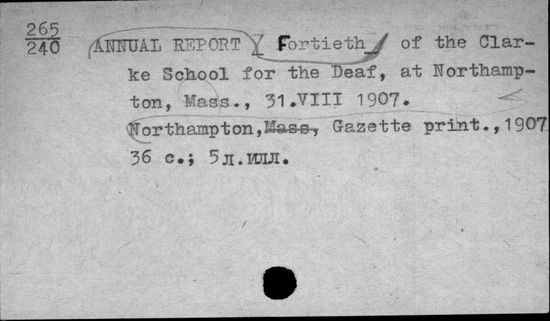 265
240
ANNUAL REPORT Fortieth of the Clar-
ke School for the Deaf, at Northamp-
ton, Mass., 31.VIII 1907.
Northampton, Mass, Gazette print., 1907
36 с.; 5 л.илл.